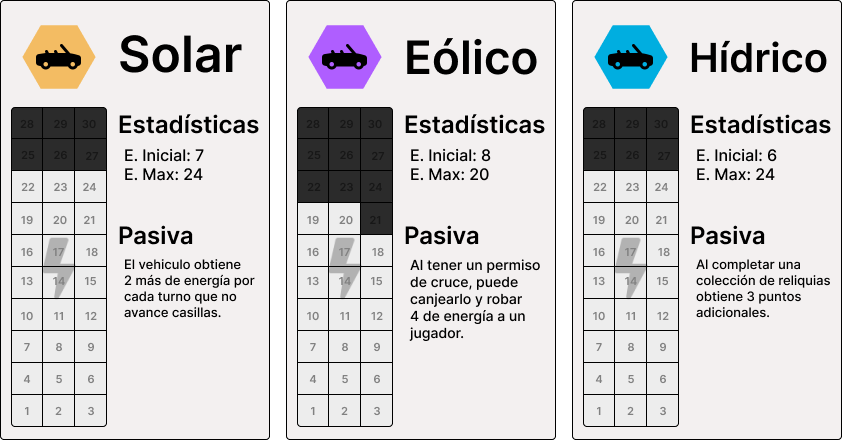 Solar
28 29 30
25 26 27
22 23 24
19 20 21
16 17 18
13 14 15
10 11 12
7 8 9
4 5 6
1 2 3
Estadísticas
E. Inicial: 7
E. Max: 24
Pasiva
El vehiculo obtiene
2 más de energía por
cada turno que no
avance casillas.
Eólico
28 29 30
25 26 27
22 23 24
19 20 21
16 17 18
13 14 15
10 11 12
7 8 9
4 5 6
1 2 3
Estadísticas
E. Inicial: 8
E. Max: 20
Pasiva
Al tener un permiso
de cruce, puede
canjearlo y robar
4 de energía a un
jugador.
Hídrico
28 29 30
25 26 27
22 23 24
19 20 21
16 17 18
13 14 15
10 11 12
7 8 9
4 5 6
1 2 3
Estadísticas
E. Inicial: 6
E. Max: 24
Pasiva
Al completar una
colección de reliquias
obtiene 3 puntos
adicionales.